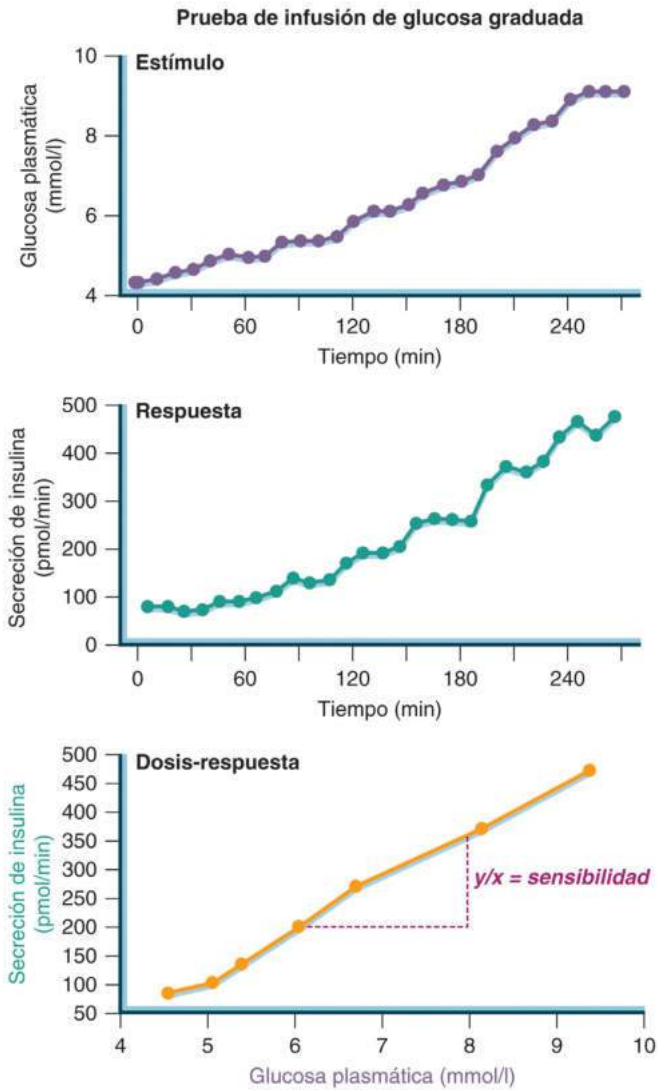 Prueba de infusión de glucosa graduada
Estímulo
Glucosa plasmática
(mmol/l)
10
8
6
4
0 60 120 180 240
Tiempo (min)
Respuesta
Secreción de insulina
(pmol/min)
500
400
300
200
100
0
0 60 120 180 240
Tiempo (min)
Dosis-respuesta
Secreción de insulina
(pmol/min)
500
450
400
350
300
250
200
150
100
50
y/x = sensibilidad
4 5 6 7 8 9 10
Glucosa plasmática (mmol/l)